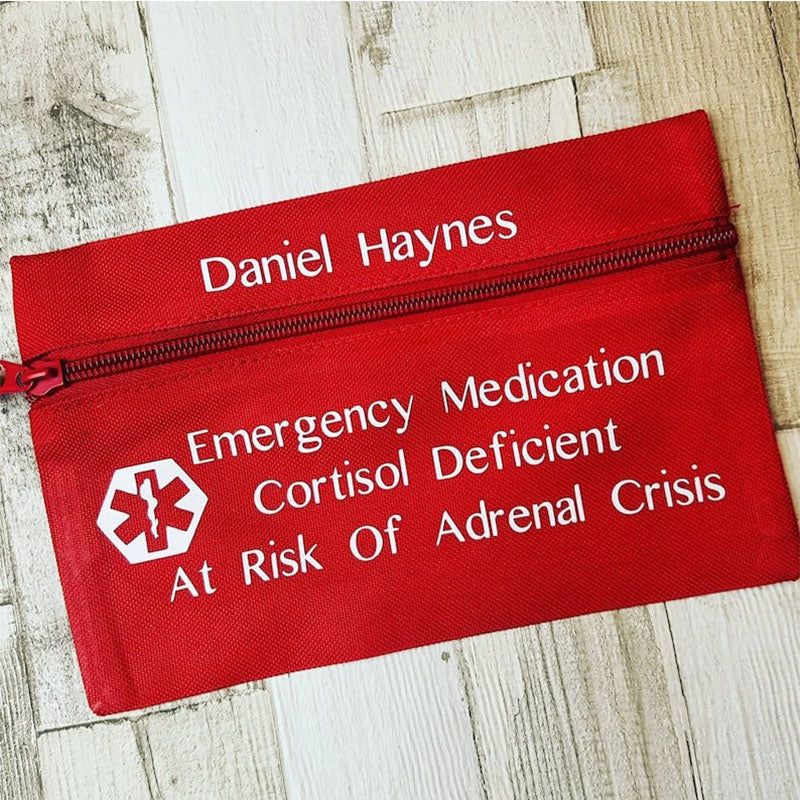 Daniel Haynes
Emergency Medication
Cortisol Deficient
At Risk Of Adrenal Crisis